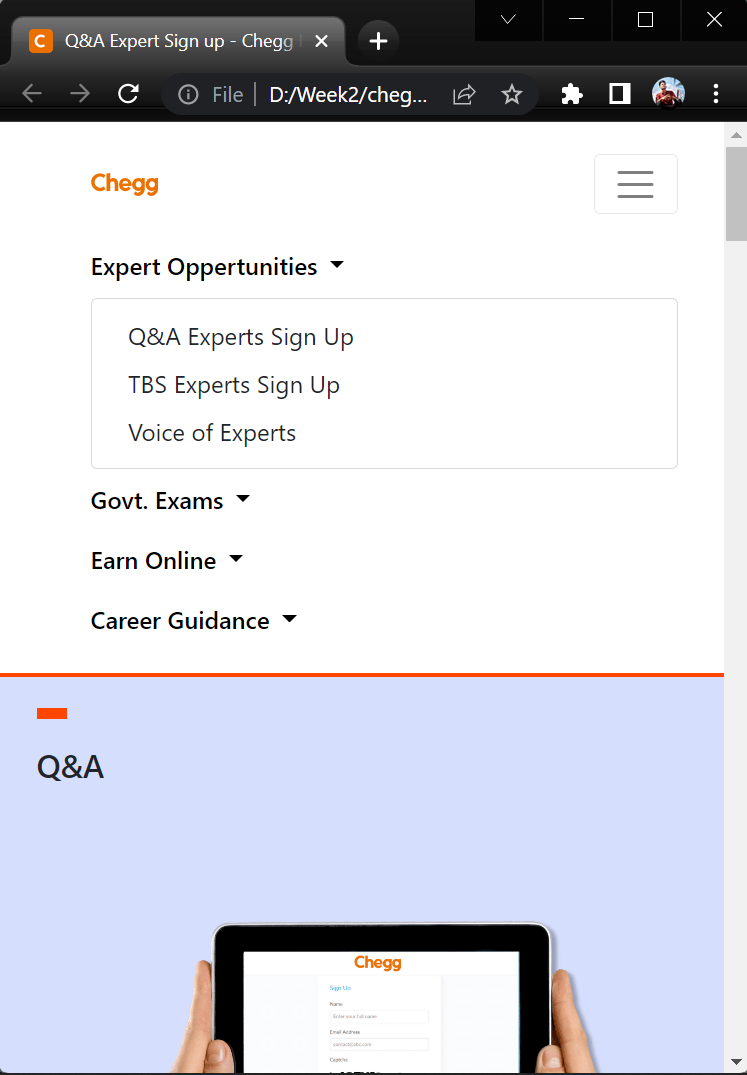 C Q&A Expert Sign up - Chegg
File D:/Week2/cheg...
Chegg
Expert Oppertunities
Q&A Experts Sign Up
TBS Experts Sign Up
Voice of Experts
Govt. Exams
Earn Online
Career Guidance
Q&A
Chegg
Sign Up
Name
Enter your full name
Email Address
contact@abc.com
Captcha